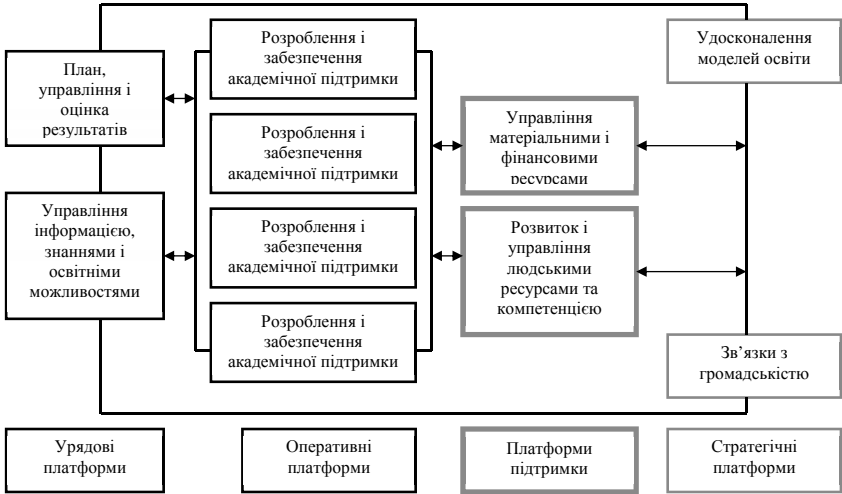 План,
управління і
оцінка
результатів
Управління
інформацією,
знаннями і
освітніми
можливостями
Розроблення і
забезпечення
академічної підтримки
Розроблення і
забезпечення
академічної підтримки
Розроблення і
забезпечення
академічної підтримки
Розроблення і
забезпечення
академічної підтримки
Управління
матеріальними і
фінансовими
ресурсами
Розвиток і
управління
людськими
ресурсами та
компетенцією
Удосконалення
моделей освіти
Зв’язки з
громадськістю
Урядові
платформи
Оперативні
платформи
Платформи
підтримки
Стратегічні
платформи